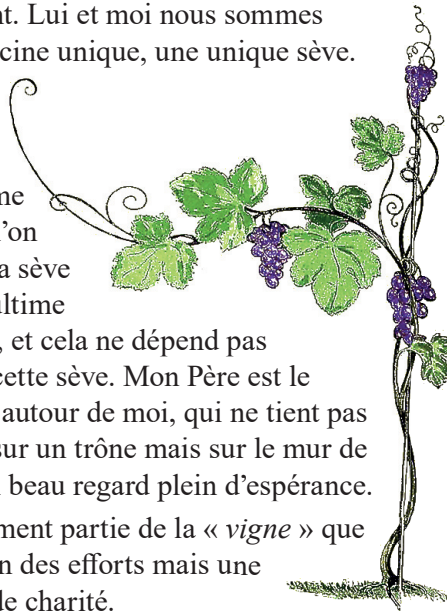 nt. Lui et moi nous sommes
cine unique, une unique sève.
me
l'on
a sève
ultime
, et cela ne dépend pas
cette sève. Mon Père est le
autour de moi, qui ne tient pas
sur un trône mais sur le mur de
beau regard plein d'espérance.
ment partie de la « vigne » que
n des efforts mais une
de charité.